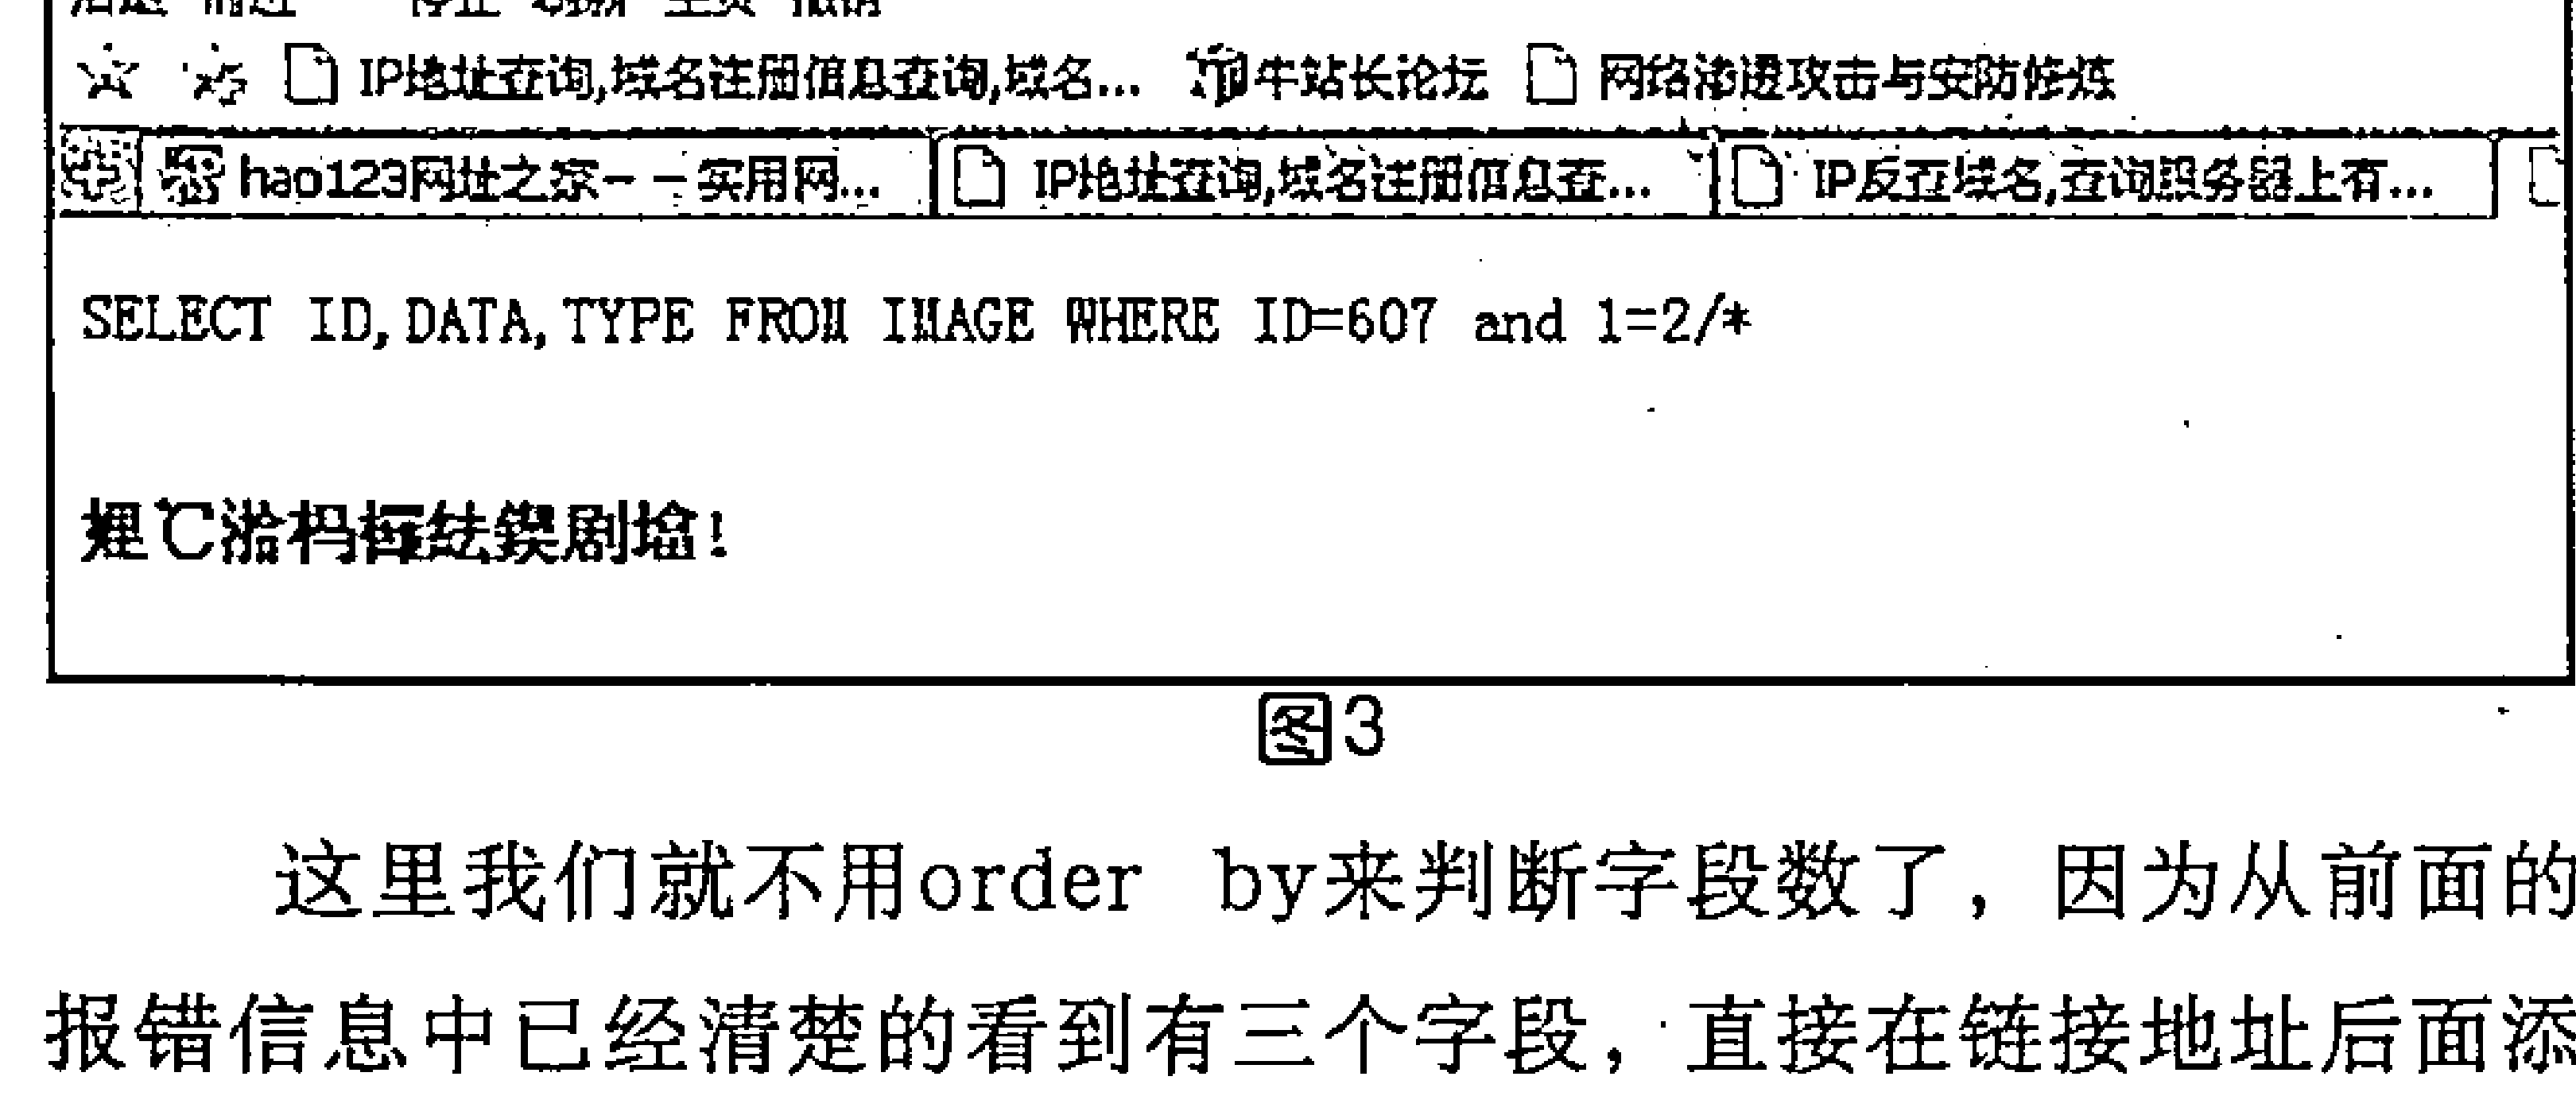 IP地址查询,域名注册信息查询,域名... 牛站长论坛 网络渗透攻击与安防修炼
hao123网址之家--实用网... IP地址查询,域名注册信息查... IP反查域名,查询服务器上有...
SELECT ID,DATA,TYPE FROM IMAGE WHERE ID=607 and 1=2/*
图3
这里我们就不用order by来判断字段数了，因为从前面的
报错信息中已经清楚的看到有三个字段，直接在链接地址后面添